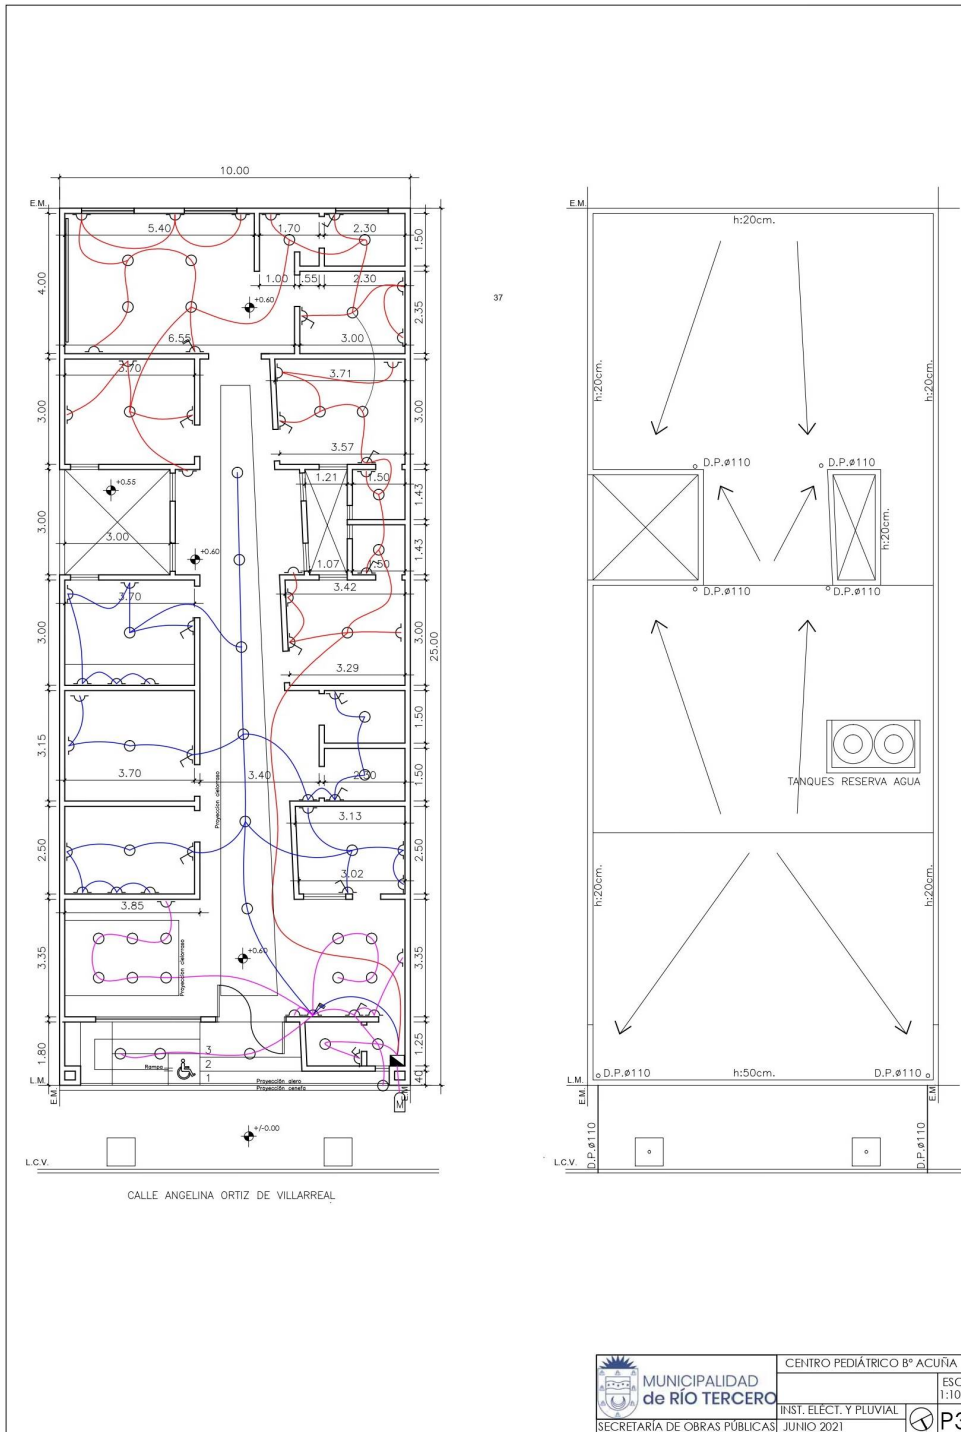 10.00
E.M.
5.40
1.70
2.30
1.50
4.00
1.00
.55
2.30
+0.60
2.35
6.55
3.00
3.70
3.71
3.00
3.00
3.57
1.21
1.50
+0.55
1.43
3.00
3.00
+0.60
1.43
1.07
1.50
3.70
3.42
3.00
3.00
25.00
3.29
1.50
3.15
3.70
3.40
2.30
1.50
Proyección cielorraso
3.13
2.50
2.50
3.02
3.85
3.35
Proyección cielorraso
+0.60
3.35
1.80
3
1.25
Rampa
2
L.M.
1
Proyección alero
.40
Proyección cenefa
E.M.
E.M.
M
+/-0.00
L.C.V.
CALLE ANGELINA ORTIZ DE VILLARREAL
37
E.M.
h:20cm.
h:20cm.
h:20cm.
D.P.ø110
D.P.ø110
h:20cm.
D.P.ø110
D.P.ø110
TANQUES RESERVA AGUA
h:20cm.
h:20cm.
L.M.
D.P.ø110
h:50cm.
D.P.ø110
E.M.
E.M.
D.P.ø110
D.P.ø110
L.C.V.
MUNICIPALIDAD
de RÍO TERCERO
SECRETARÍA DE OBRAS PÚBLICAS
CENTRO PEDIÁTRICO Bº ACUÑA
ESC
1:10
INST. ELÉCT. Y PLUVIAL
JUNIO 2021
P3